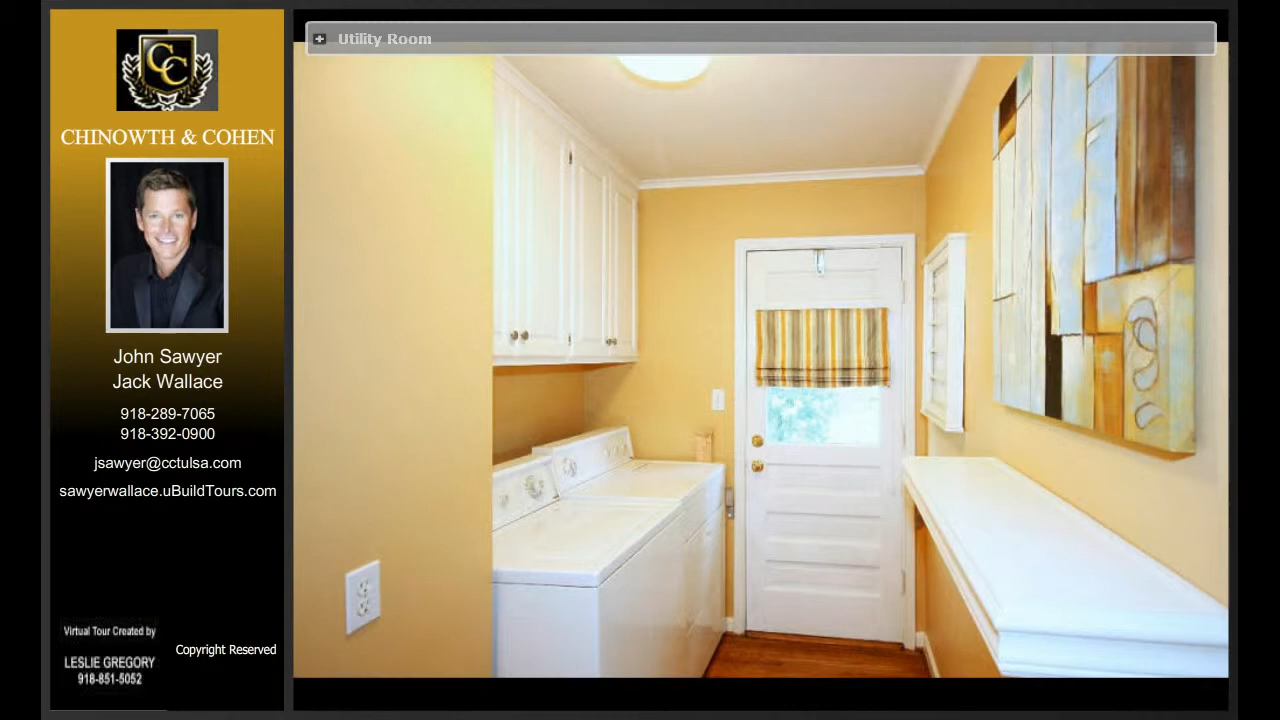 CC
CHINOWTH & COHEN
John Sawyer
Jack Wallace
918-289-7065
918-392-0900
jsawyer@cctulsa.com
sawyerwallace.uBuildTours.com
Virtual Tour Created by
LESLIE GREGORY
918-851-5052
Copyright Reserved
Utility Room